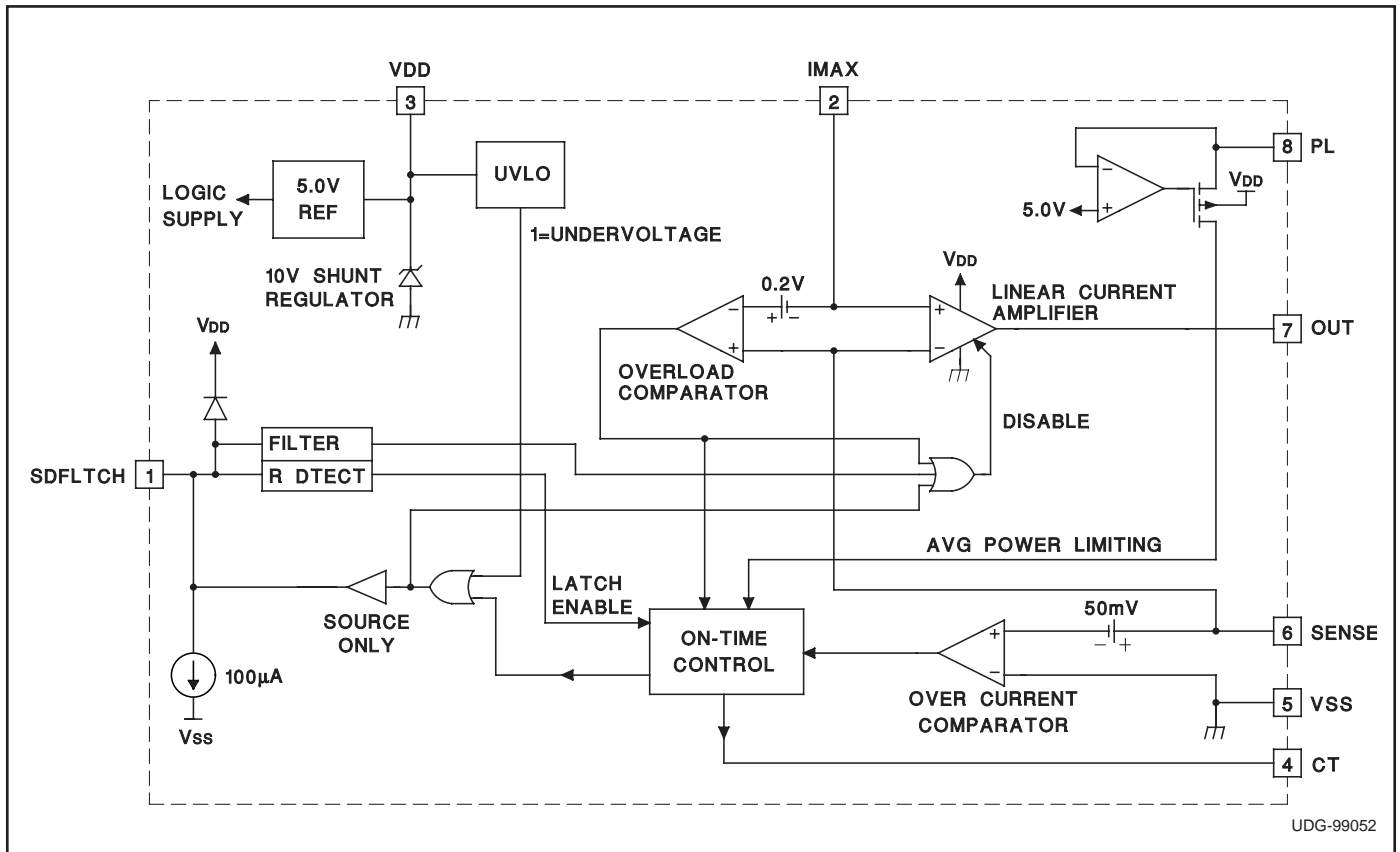 VDD
3
IMAX
2
8 PL
VDD
5.0V
-
+
UVLO
5.0V
REF
LOGIC
SUPPLY
1=UNDERVOLTAGE
10V SHUNT
REGULATOR
VDD
0.2V
+ -
-
+
OVERLOAD
COMPARATOR
VDD
+
-
LINEAR CURRENT
AMPLIFIER
7 OUT
DISABLE
FILTER
R DTECT
SDFLTCH 1
AVG POWER LIMITING
LATCH
ENABLE
SOURCE
ONLY
ON-TIME
CONTROL
50mV
- +
+
-
6 SENSE
OVER CURRENT
COMPARATOR
5 VSS
100µA
VSS
4 CT
UDG-99052